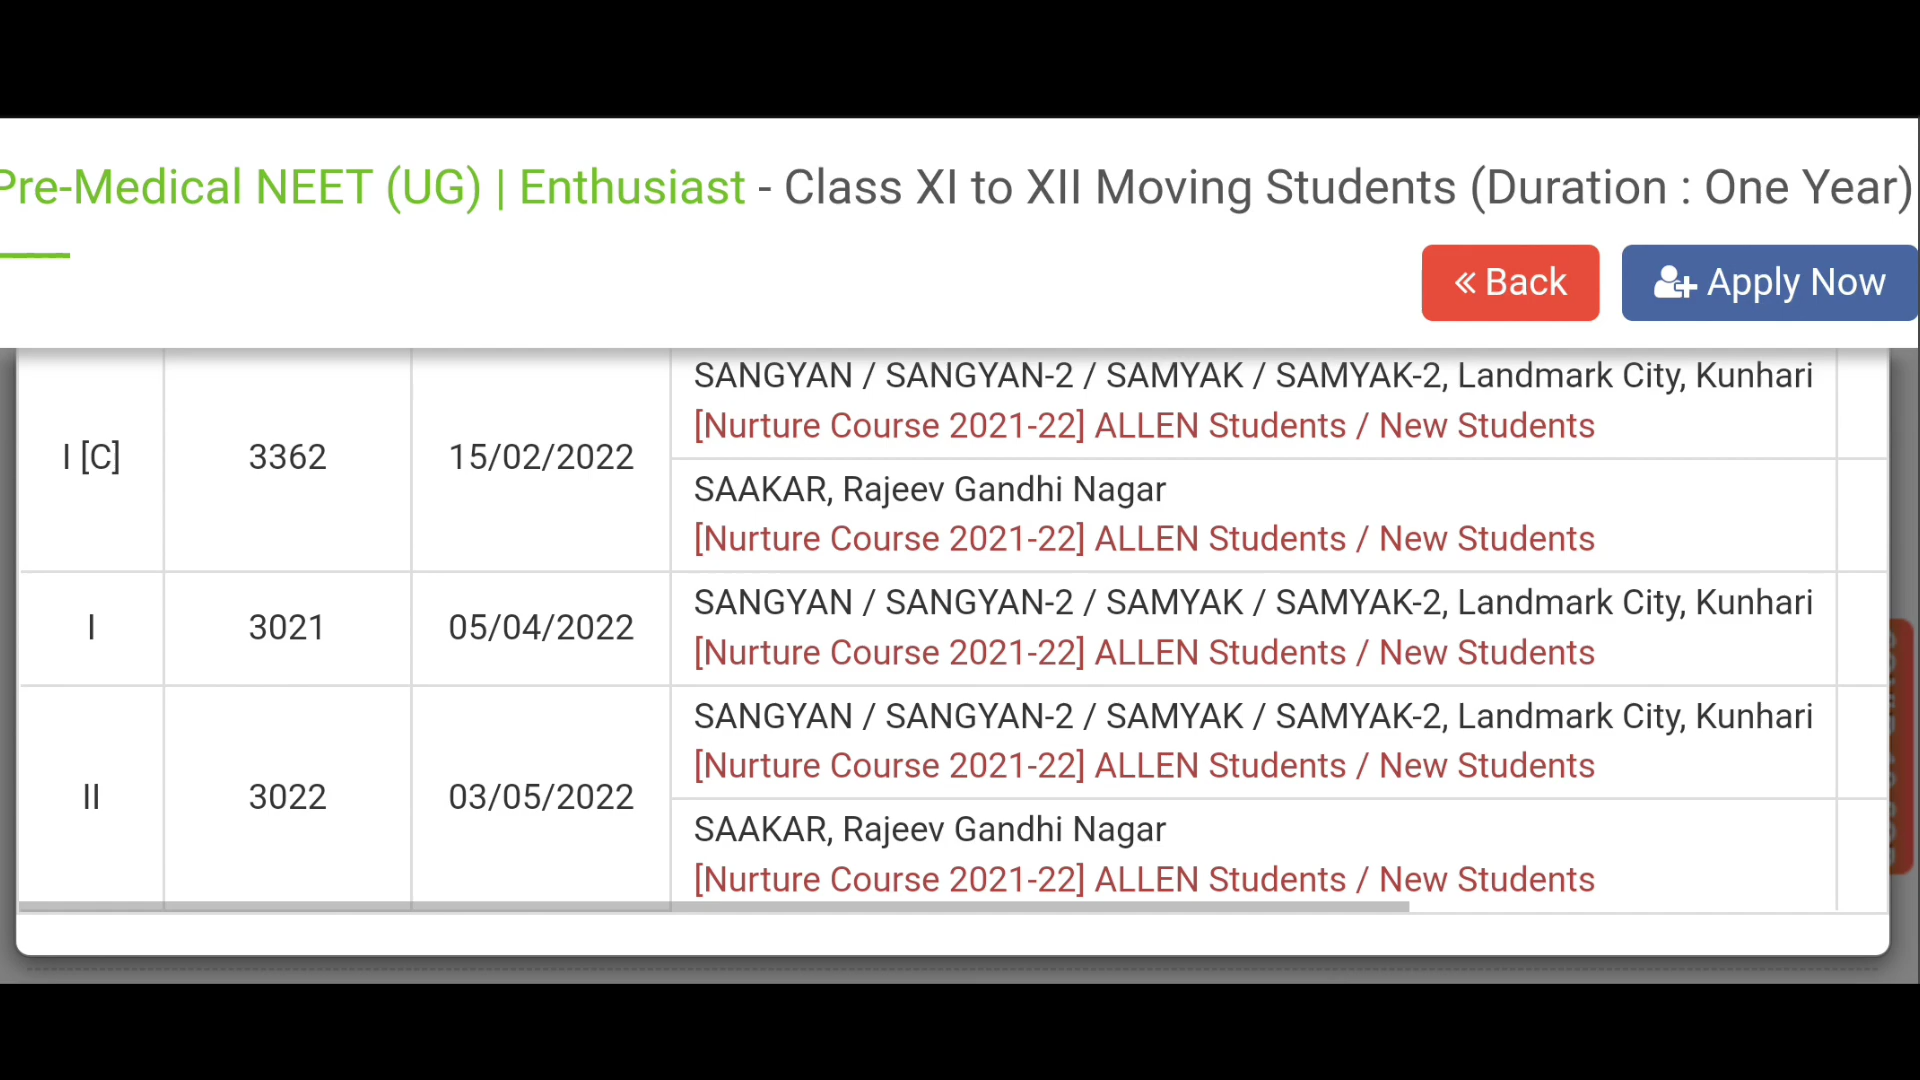 Pre-Medical NEET (UG) | Enthusiast - Class XI to XII Moving Students (Duration : One Year)
« Back
Apply Now
I [C]
3362
15/02/2022
SANGYAN / SANGYAN-2 / SAMYAK / SAMYAK-2, Landmark City, Kunhari
[Nurture Course 2021-22] ALLEN Students / New Students
SAAKAR, Rajeev Gandhi Nagar
[Nurture Course 2021-22] ALLEN Students / New Students
I
3021
05/04/2022
SANGYAN / SANGYAN-2 / SAMYAK / SAMYAK-2, Landmark City, Kunhari
[Nurture Course 2021-22] ALLEN Students / New Students
II
3022
03/05/2022
SANGYAN / SANGYAN-2 / SAMYAK / SAMYAK-2, Landmark City, Kunhari
[Nurture Course 2021-22] ALLEN Students / New Students
SAAKAR, Rajeev Gandhi Nagar
[Nurture Course 2021-22] ALLEN Students / New Students